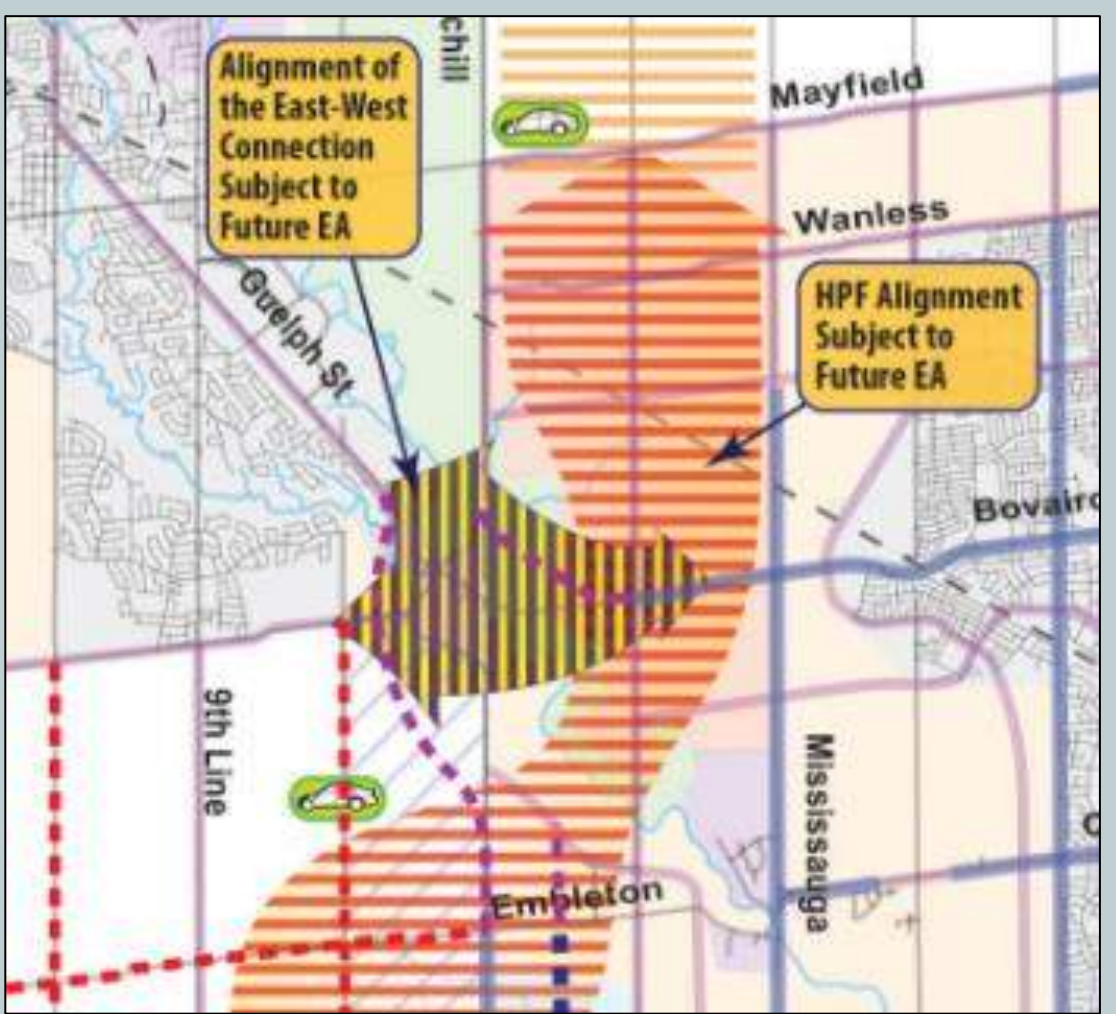 Alignment of
the East-West
Connection
Subject to
Future EA
chill
Mayfield
Wanless
Guelph St
HPF Alignment
Subject to
Future EA
Bovaird
9th Line
Mississauga
Embleton